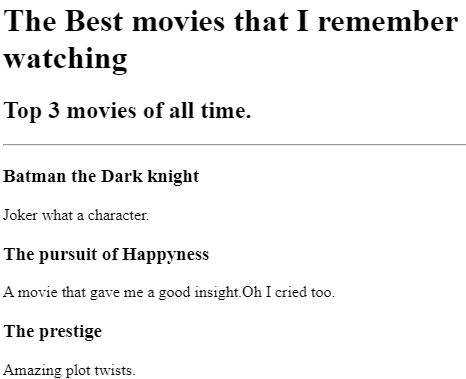 The Best movies that I remember
watching
Top 3 movies of all time.
Batman the Dark knight
Joker what a character.
The pursuit of Happyness
A movie that gave me a good insight.Oh I cried too.
The prestige
Amazing plot twists.